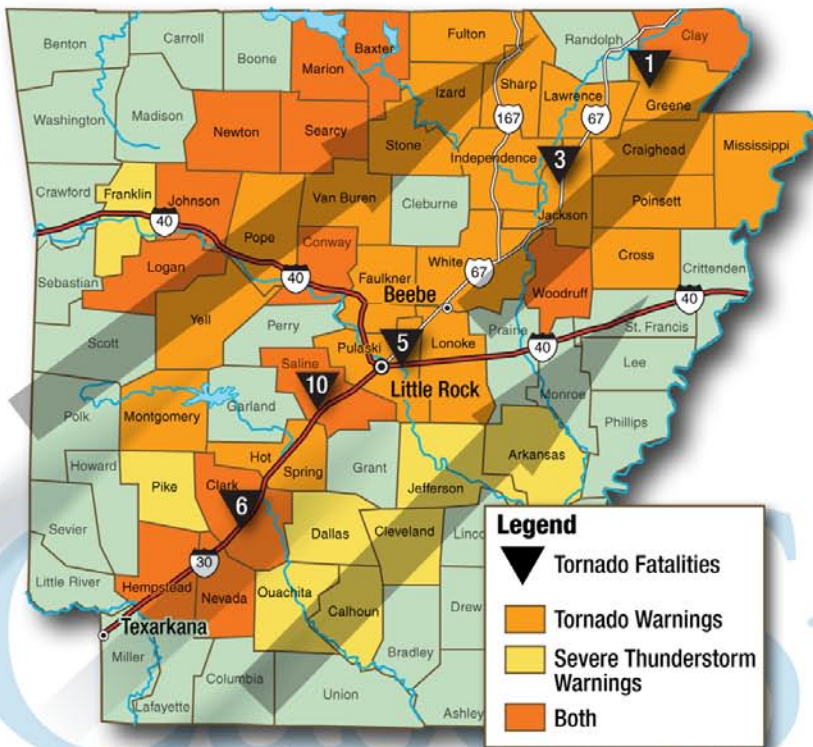 Benton
Carroll
Boone
Baxter
Marion
Fulton
Randolph
Clay
1
Sharp
Izard
Lawrence
Greene
Washington
Madison
Newton
Searcy
Stone
167
67
Independence
3
Craighead
Mississippi
Crawford
Franklin
Johnson
Van Buren
Cleburne
Jackson
Poinsett
40
Pope
Conway
Logan
40
Faulkner
White
67
Woodruff
Cross
Crittenden
Sebastian
Yell
Beebe
Scott
Perry
Pulaski
5
Lonoke
Prairie
40
St. Francis
40
Saline
Little Rock
Lee
Polk
Montgomery
Garland
10
Monroe
Phillips
Hot
Spring
Grant
Arkansas
Howard
Pike
Clark
Jefferson
6
Sevier
Dallas
Cleveland
Linc
Little River
30
Hempstead
Nevada
Ouachita
Calhoun
Drew
Texarkana
Miller
Bradley
Columbia
Union
Lafayette
Ashley
Legend
Tornado Fatalities
Tornado Warnings
Severe Thunderstorm
Warnings
Both